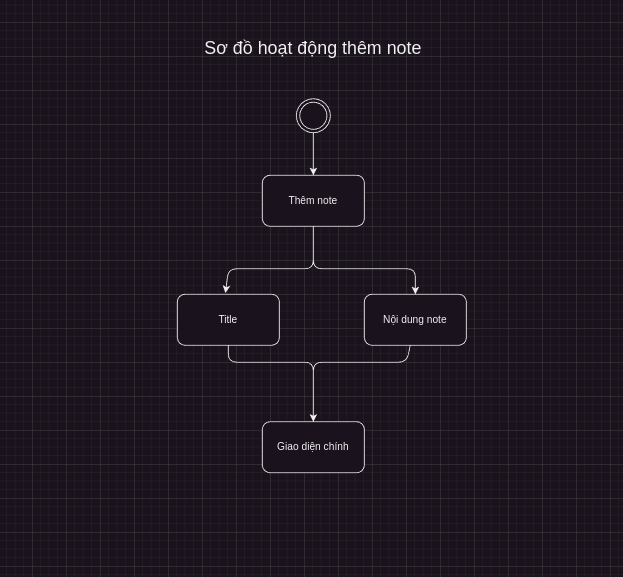 Sơ đồ hoạt động thêm note
Thêm note
Title
Nội dung note
Giao diện chính